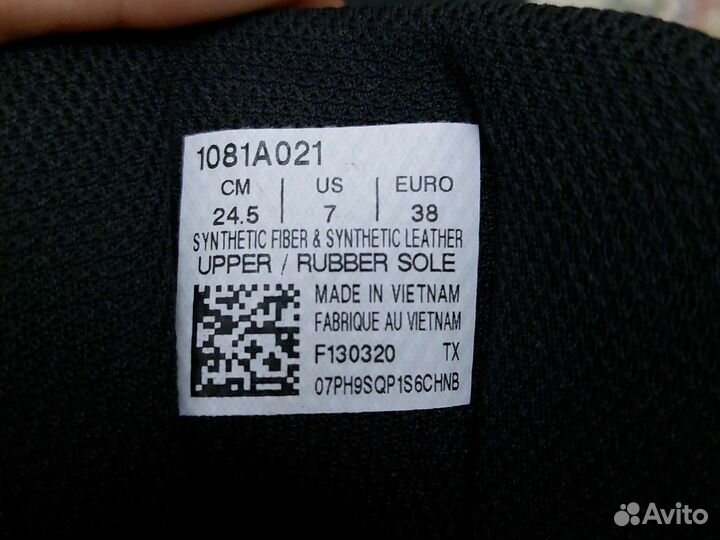 1081A021
CM | US | EURO
24.5 | 7 | 38
SYNTHETIC FIBER & SYNTHETIC LEATHER
UPPER / RUBBER SOLE
MADE IN VIETNAM
FABRIQUE AU VIETNAM
F130320 TX
07PH9SQP1S6CHNB
Avito